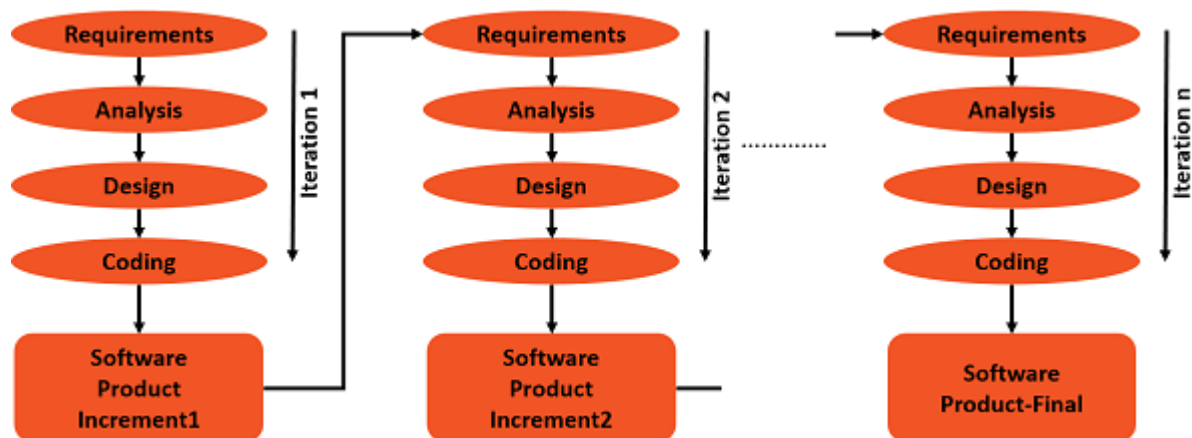 Requirements
Analysis
Design
Coding
Software
Product
Increment1
Iteration 1
Requirements
Analysis
Design
Coding
Software
Product
Increment2
Iteration 2
............
Requirements
Analysis
Design
Coding
Software
Product-Final
Iteration n